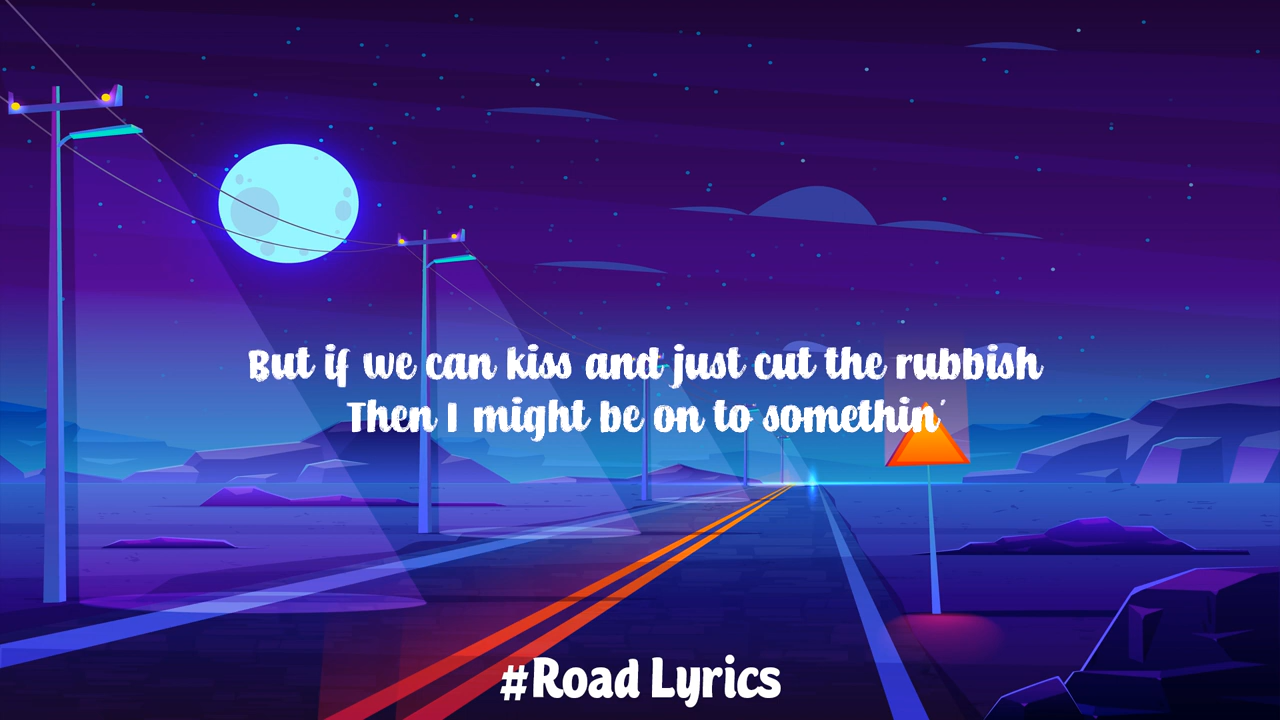 But if we can kiss and just cut the rubbish
Then I might be on to somethin'
#Road Lyrics